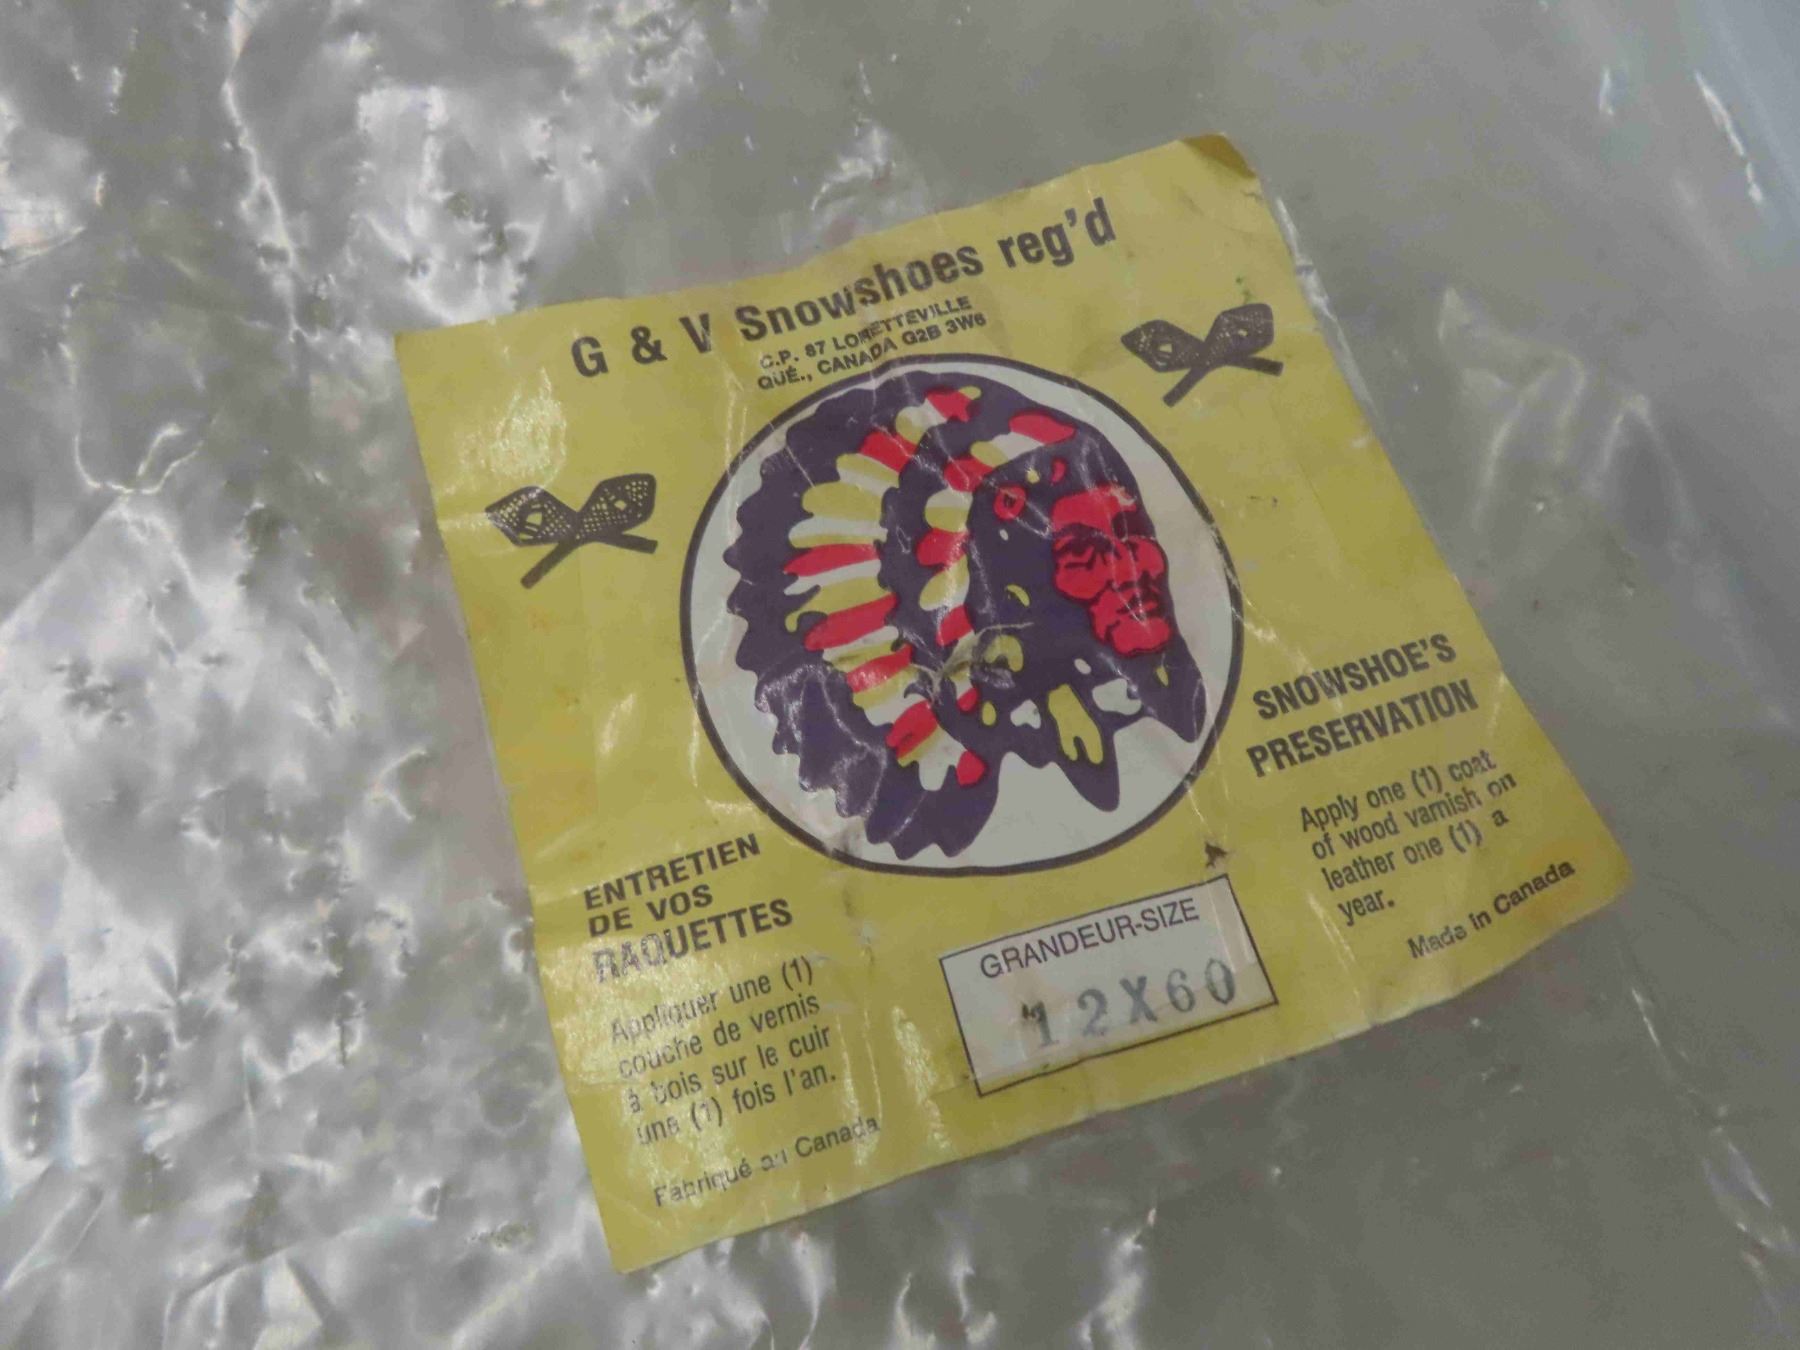 G & V Snowshoes reg'd
C.P. 87 LORETTEVILLE
QUÉ., CANADA G2B 3W6
ENTRETIEN
DE VOS
RAQUETTES
Appliquer une (1)
couche de vernis
à bois sur le cuir
une (1) fois l'an.
Fabriqué au Canada
GRANDEUR-SIZE
12X60
SNOWSHOE'S
PRESERVATION
Apply one (1) coat
of wood varnish on
leather one (1) a
year.
Made in Canada